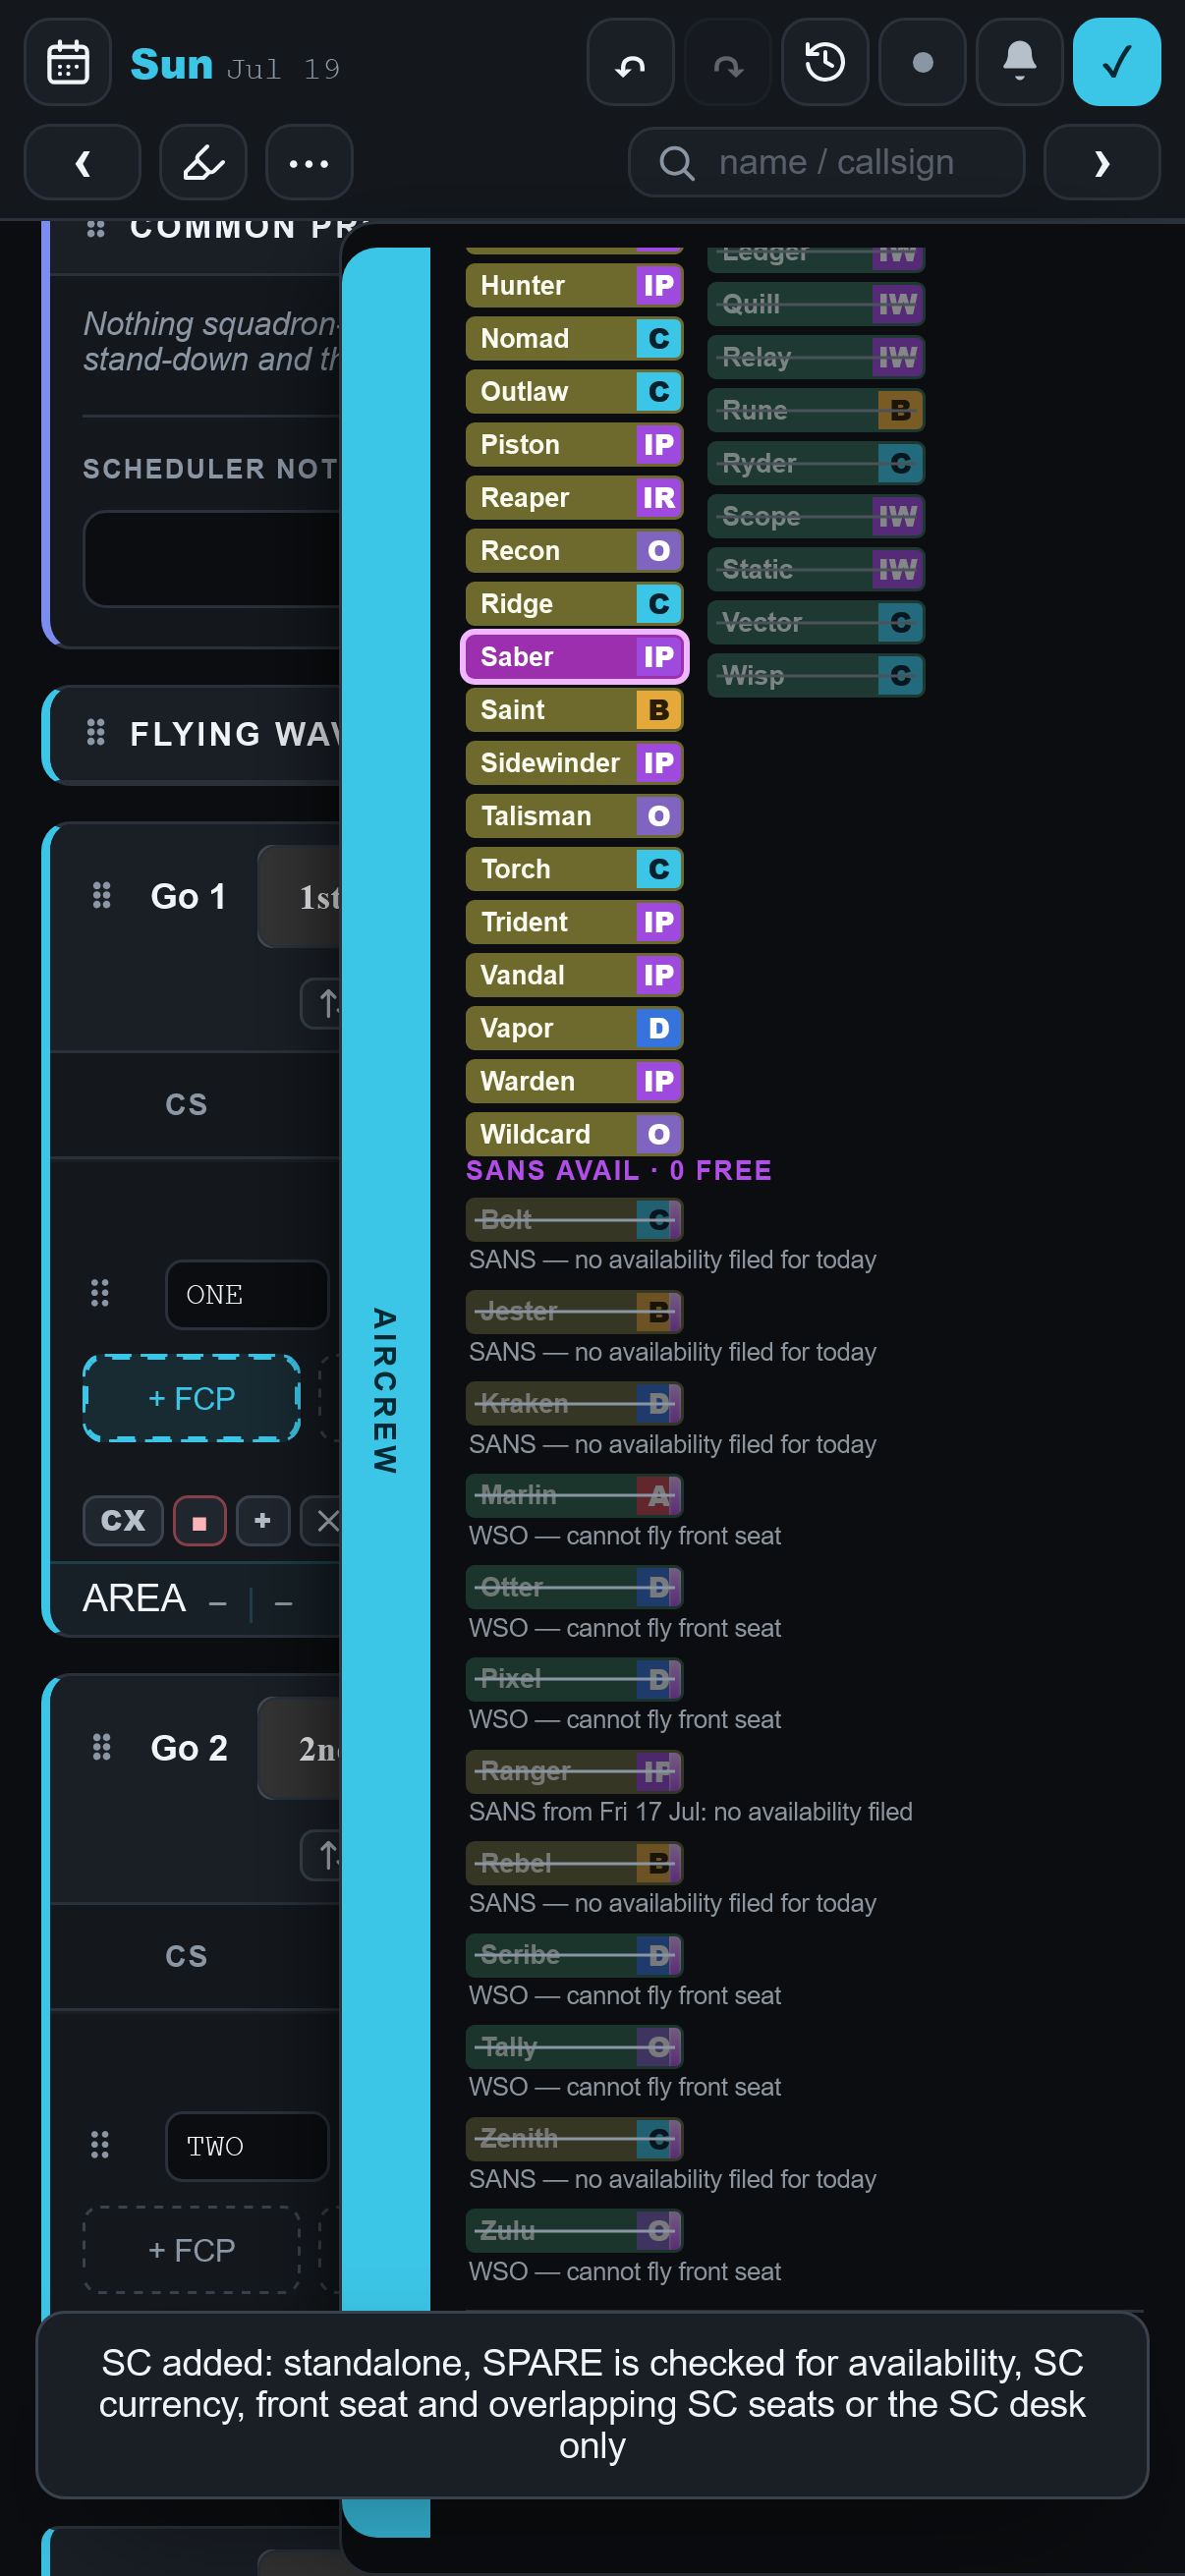 Sun Jul 19
name / callsign
COMMON PR
Nothing squadron-
stand-down and th
SCHEDULER NOT
FLYING WAV
Go 1 1st
CS
ONE
+ FCP
CX + 
AREA – | –
Go 2 2n
CS
TWO
+ FCP
AIRCREW
Hunter IP
Nomad C
Outlaw C
Piston IP
Reaper IR
Recon O
Ridge C
Saber IP
Saint B
Sidewinder IP
Talisman O
Torch C
Trident IP
Vandal IP
Vapor D
Warden IP
Wildcard O
Ledger IW
Quill IW
Relay IW
Rune B
Ryder C
Scope IW
Static IW
Vector C
Wisp C
SANS AVAIL · 0 FREE
Bolt C
SANS — no availability filed for today
Jester B
SANS — no availability filed for today
Kraken D
SANS — no availability filed for today
Marlin A
WSO — cannot fly front seat
Otter D
WSO — cannot fly front seat
Pixel D
WSO — cannot fly front seat
Ranger IP
SANS from Fri 17 Jul: no availability filed
Rebel B
SANS — no availability filed for today
Scribe D
WSO — cannot fly front seat
Tally O
WSO — cannot fly front seat
Zenith C
SANS — no availability filed for today
Zulu O
WSO — cannot fly front seat
SC added: standalone, SPARE is checked for availability, SC
currency, front seat and overlapping SC seats or the SC desk
only